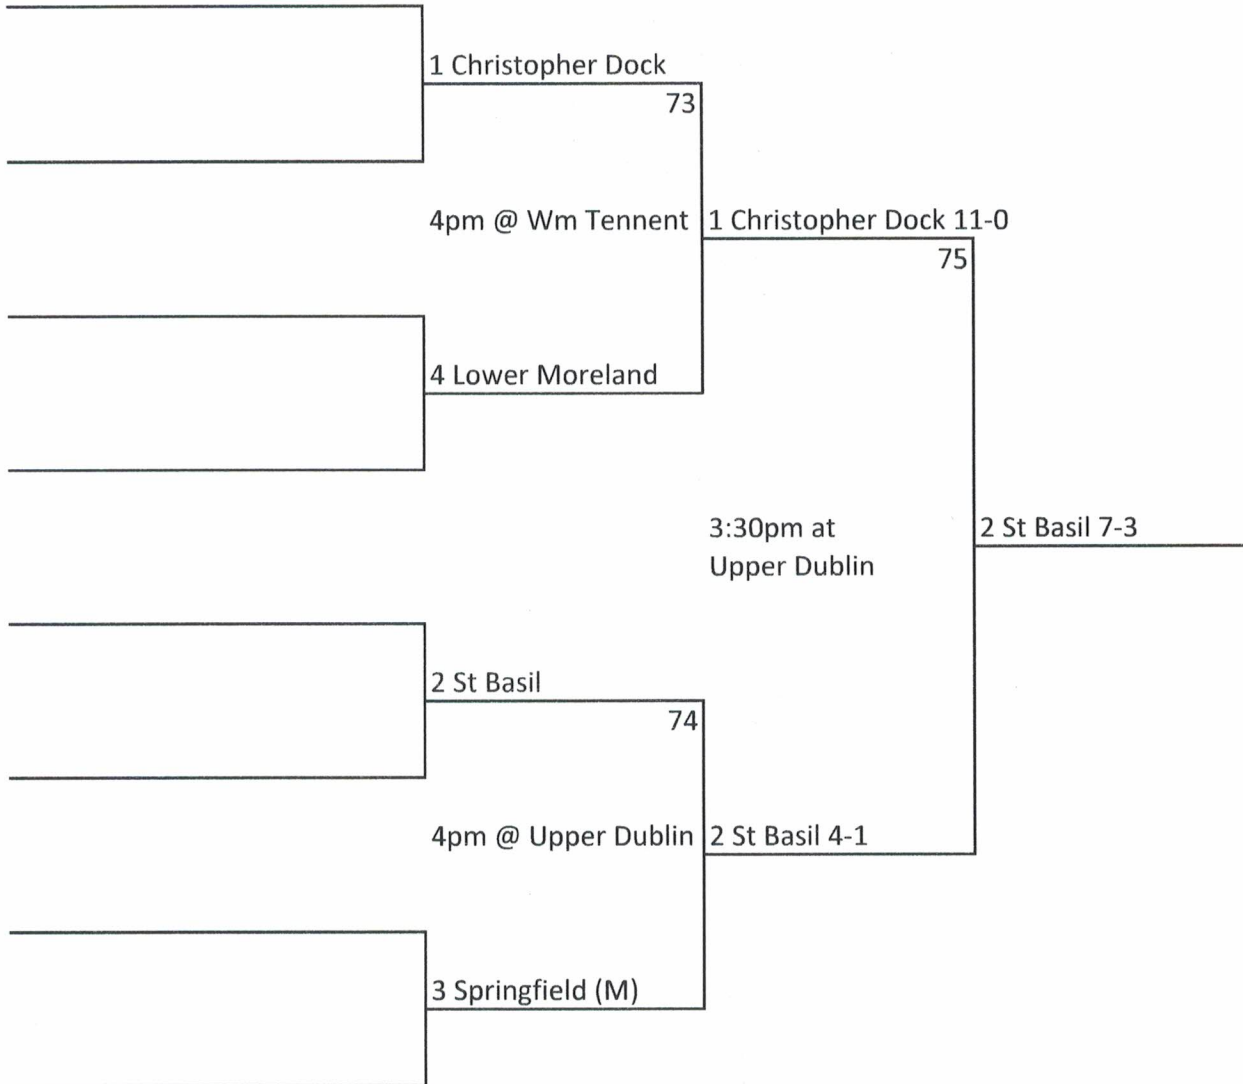 1 Christopher Dock
73
4pm @ Wm Tennent
1 Christopher Dock 11-0
75
4 Lower Moreland
3:30pm at
Upper Dublin
2 St Basil 7-3
2 St Basil
74
4pm @ Upper Dublin
2 St Basil 4-1
3 Springfield (M)